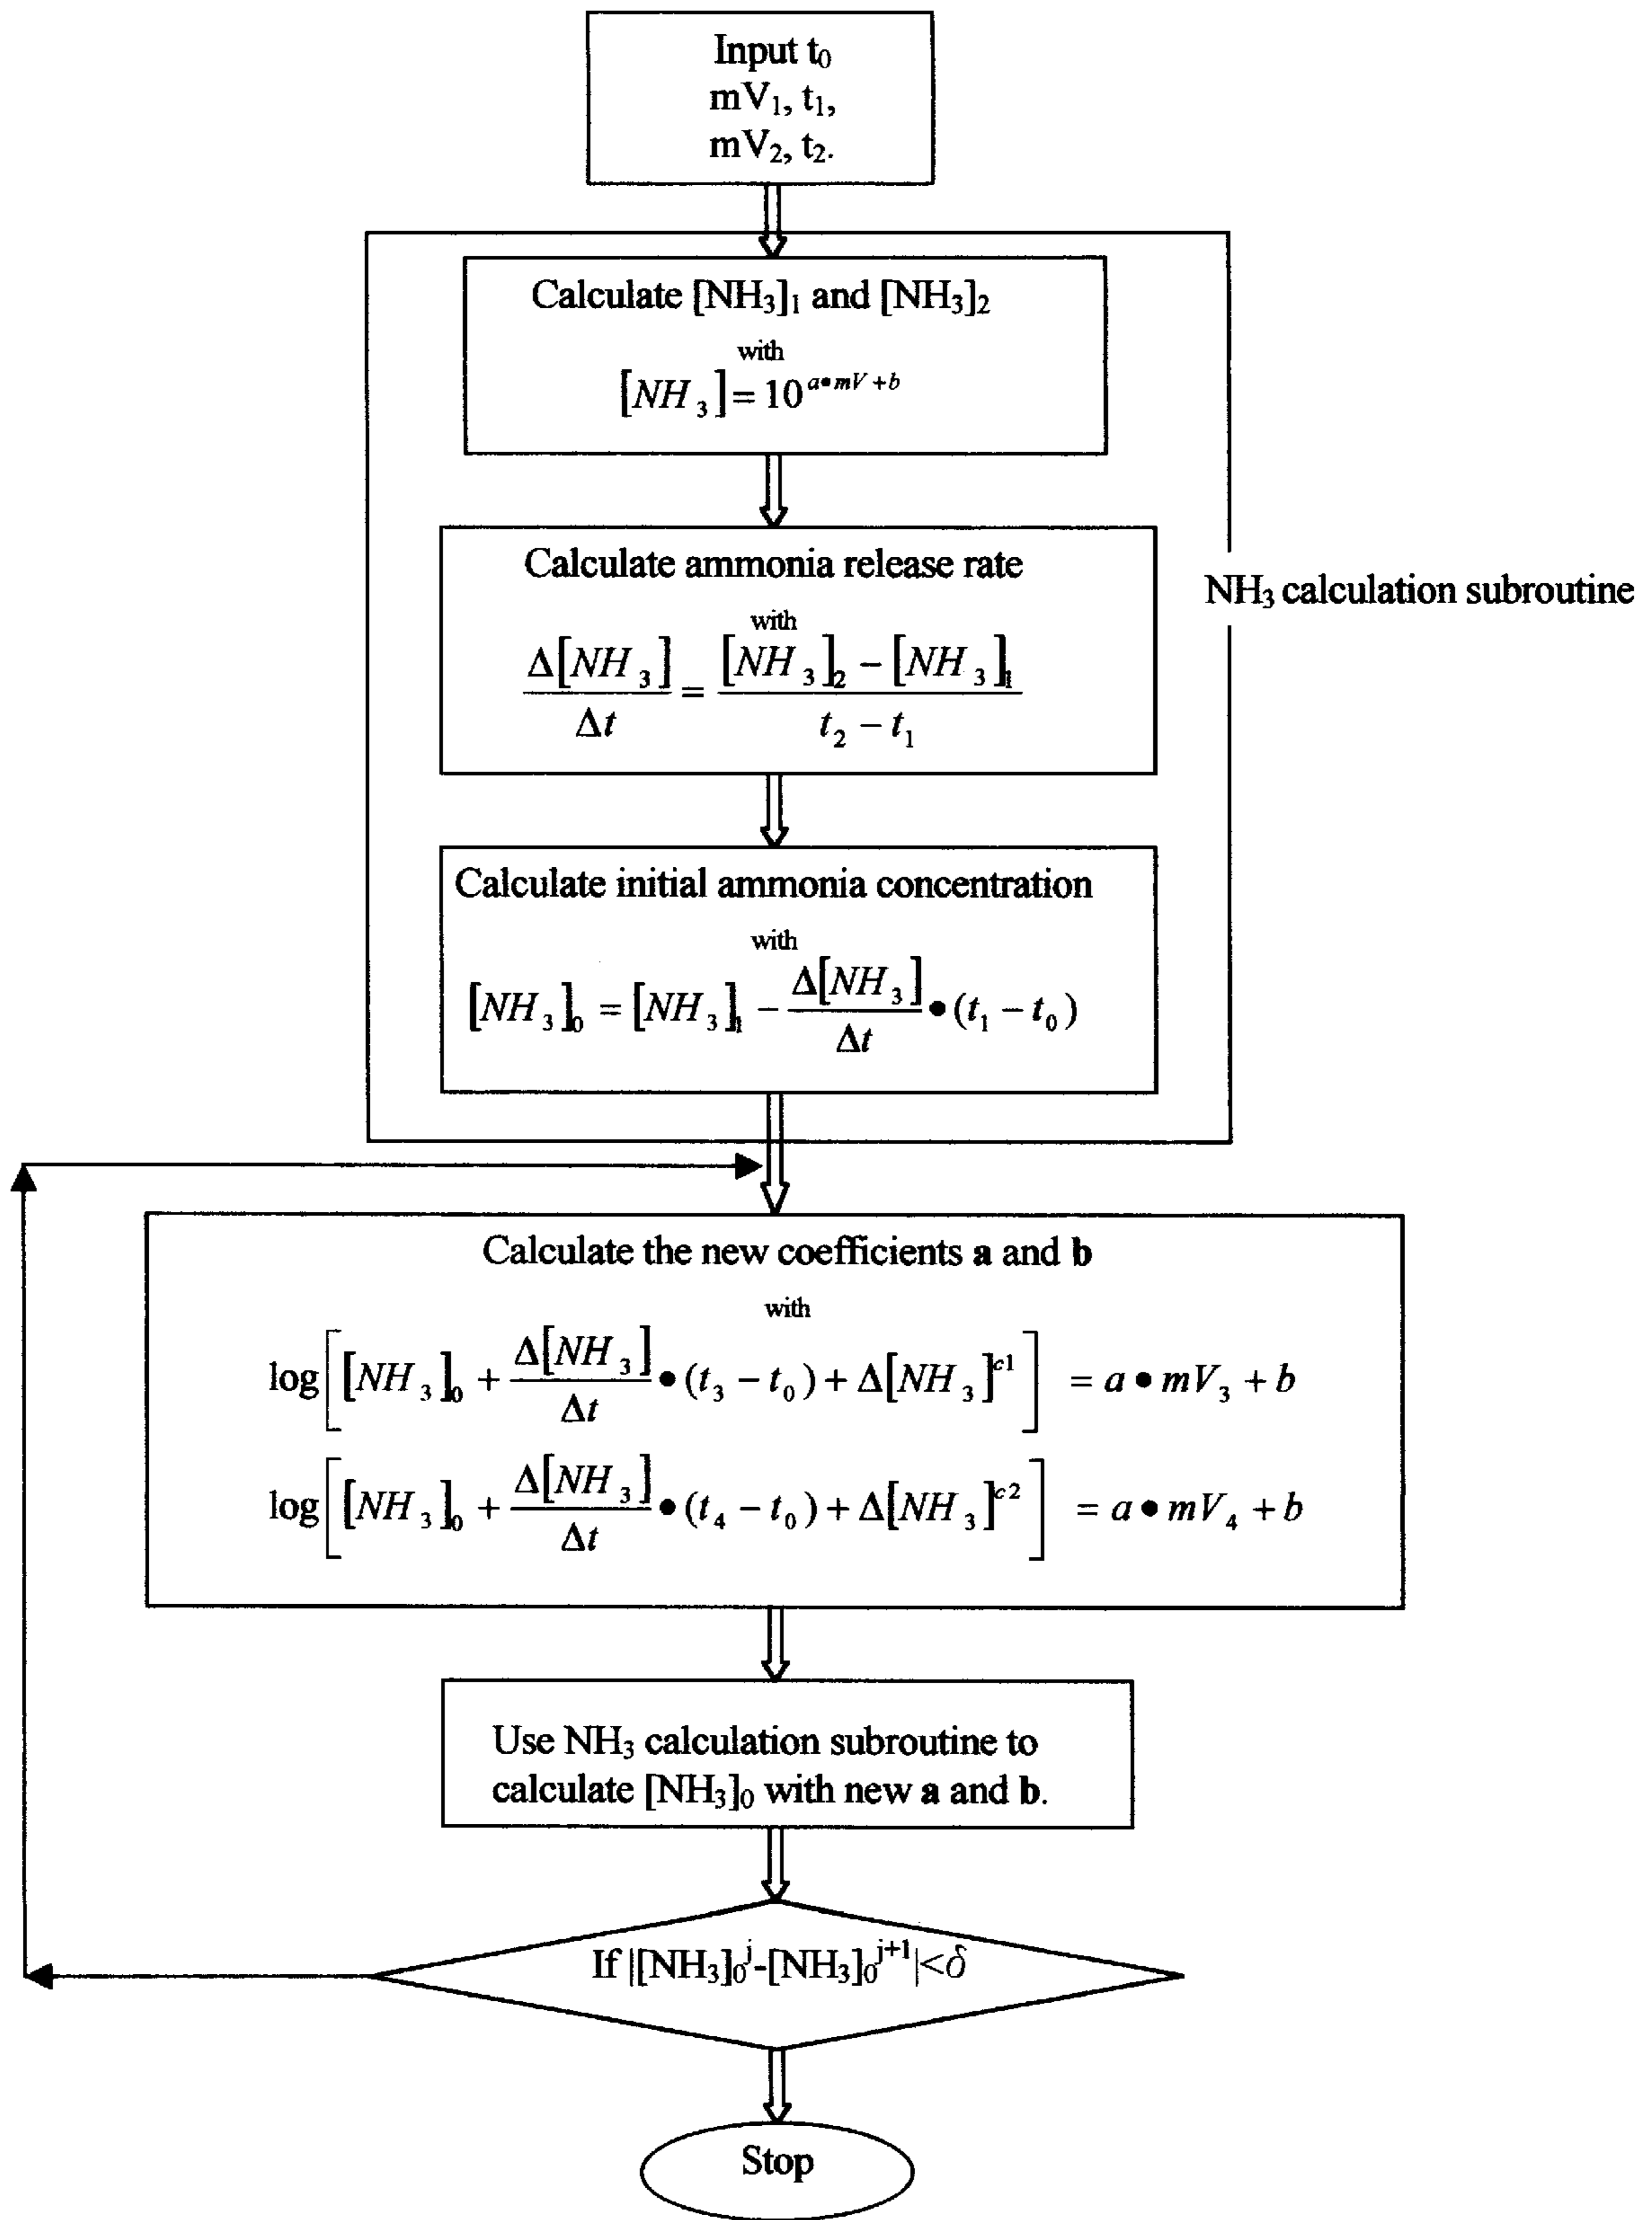 Input t₀
mV₁, t₁,
mV₂, t₂.
Calculate [NH₃]₁ and [NH₃]₂
with
[NH₃] = 10^(a•mV+b)
Calculate ammonia release rate
with
Δ[NH₃]/Δt = ([NH₃]₂ − [NH₃]₁)/(t₂ − t₁)
NH₃ calculation subroutine
Calculate initial ammonia concentration
with
[NH₃]₀ = [NH₃]₁ − Δ[NH₃]/Δt • (t₁ − t₀)
Calculate the new coefficients a and b
with
log[[NH₃]₀ + Δ[NH₃]/Δt • (t₃ − t₀) + Δ[NH₃]^c1] = a • mV₃ + b
log[[NH₃]₀ + Δ[NH₃]/Δt • (t₄ − t₀) + Δ[NH₃]^c2] = a • mV₄ + b
Use NH₃ calculation subroutine to
calculate [NH₃]₀ with new a and b.
If |[NH₃]₀^j-[NH₃]₀^j+1|<δ
Stop